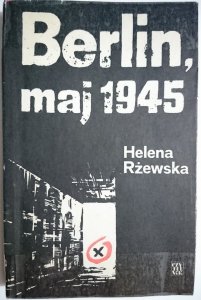 Berlin,
maj 1945
Helena
Rżewska